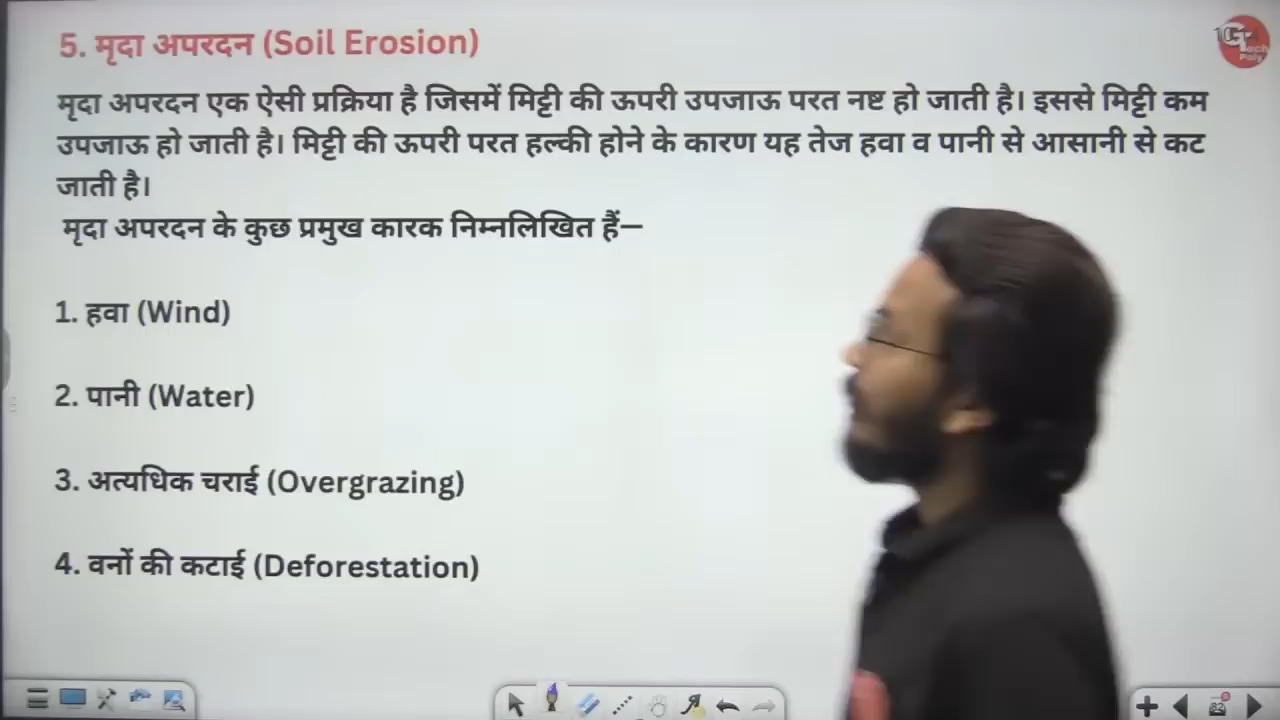 5. मृदा अपरदन (Soil Erosion)
मृदा अपरदन एक ऐसी प्रक्रिया है जिसमें मिट्टी की ऊपरी उपजाऊ परत नष्ट हो जाती है। इससे मिट्टी कम
उपजाऊ हो जाती है। मिट्टी की ऊपरी परत हल्की होने के कारण यह तेज हवा व पानी से आसानी से कट
जाती है।
मृदा अपरदन के कुछ प्रमुख कारक निम्नलिखित हैं—
1. हवा (Wind)
2. पानी (Water)
3. अत्यधिक चराई (Overgrazing)
4. वनों की कटाई (Deforestation)
82